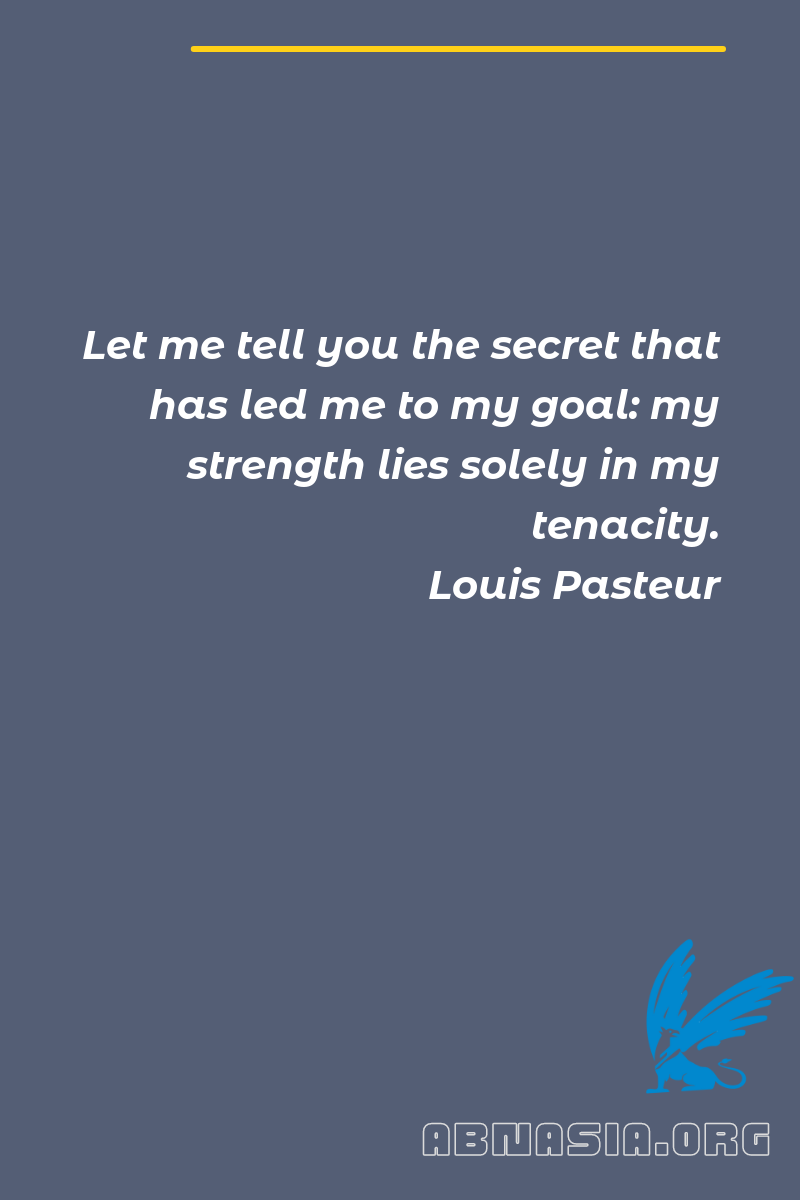 Let me tell you the secret that
has led me to my goal: my
strength lies solely in my
tenacity.
Louis Pasteur
ABNASIA.ORG